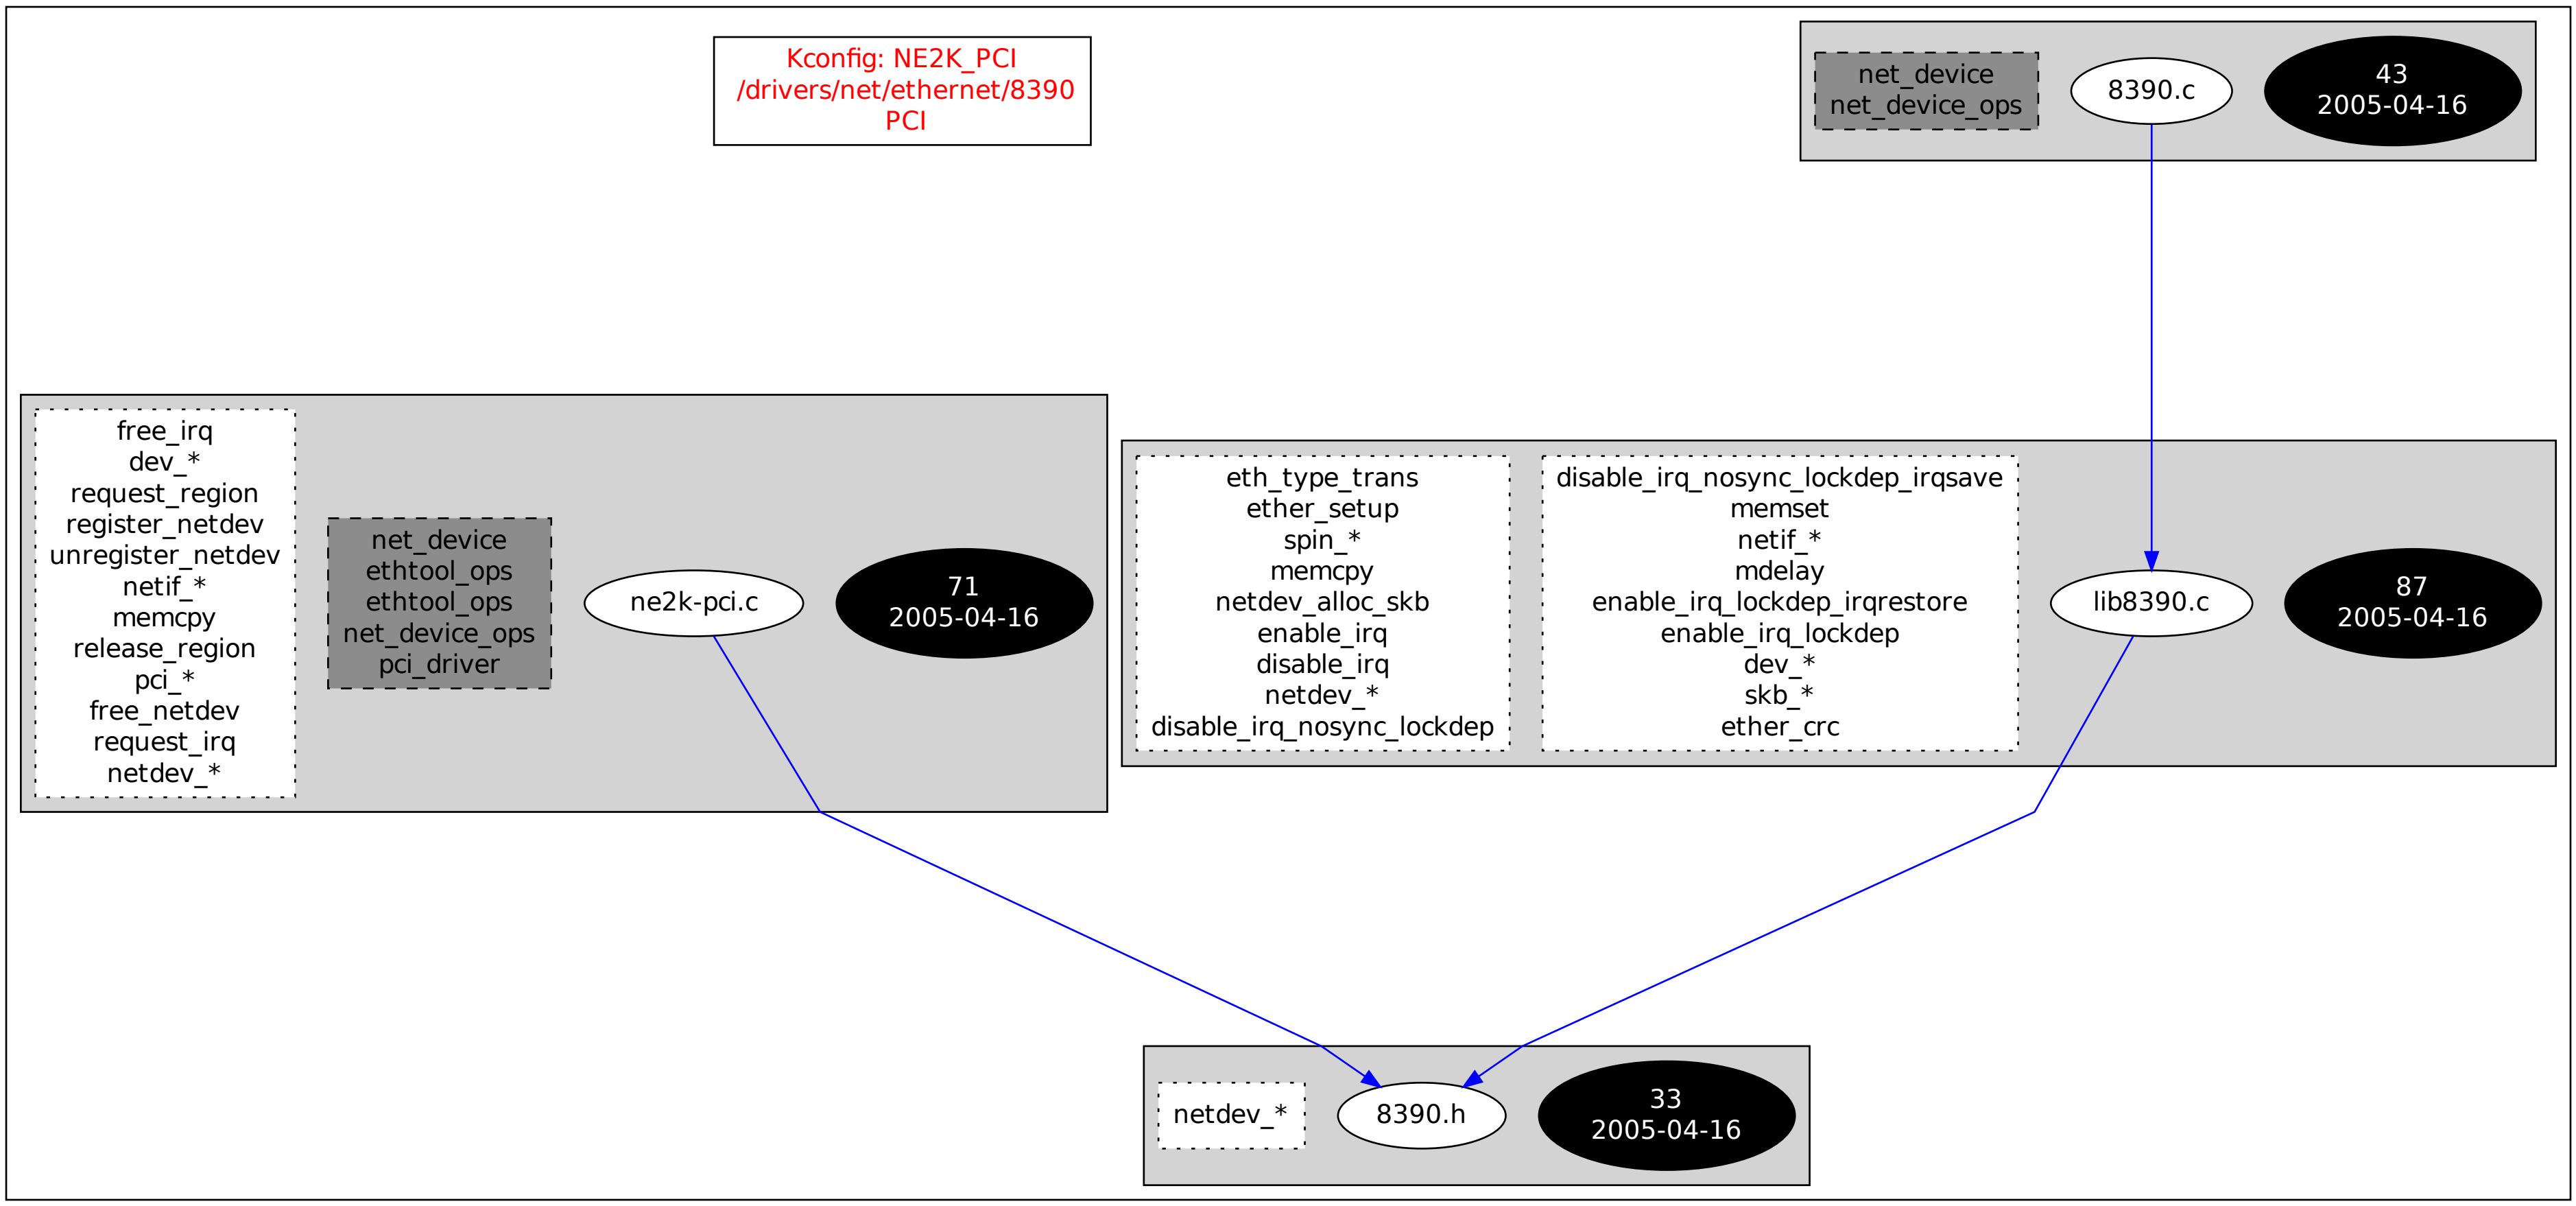 Kconfig: NE2K_PCI
/drivers/net/ethernet/8390
PCI
net_device
net_device_ops
8390.c
43
2005-04-16
free_irq
dev_*
request_region
register_netdev
unregister_netdev
netif_*
memcpy
release_region
pci_*
free_netdev
request_irq
netdev_*
net_device
ethtool_ops
ethtool_ops
net_device_ops
pci_driver
ne2k-pci.c
71
2005-04-16
eth_type_trans
ether_setup
spin_*
memcpy
netdev_alloc_skb
enable_irq
disable_irq
netdev_*
disable_irq_nosync_lockdep
disable_irq_nosync_lockdep_irqsave
memset
netif_*
mdelay
enable_irq_lockdep_irqrestore
enable_irq_lockdep
dev_*
skb_*
ether_crc
lib8390.c
87
2005-04-16
netdev_*
8390.h
33
2005-04-16